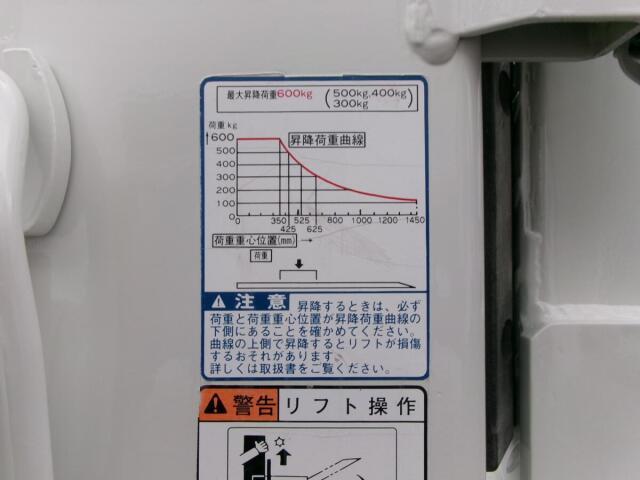 最大昇降荷重600kg (500kg,400kg)
300kg
荷重kg
昇降荷重曲線
600
500
400
300
200
100
0
0 350 525 800 1000 1200 1450
425 625
荷重重心位置(mm) →
荷重
注意 昇降するときは、必ず
荷重と荷重重心位置が昇降荷重曲線の
下側にあることを確かめてください。
曲線の上側で昇降するとリフトが損傷
するおそれがあります。
詳しくは取扱書をご覧ください。
警告 リフト操作